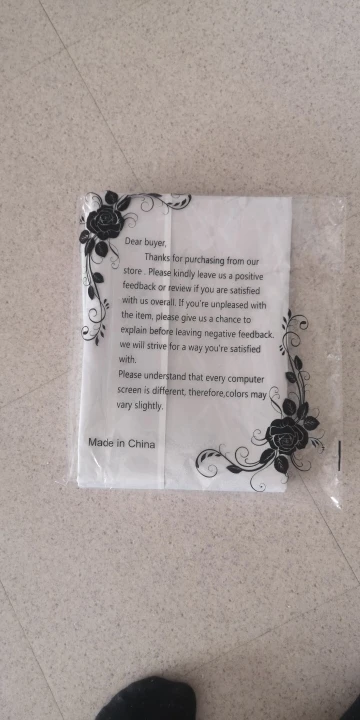 Dear buyer,
Thanks for purchasing from our
store . Please kindly leave us a positive
feedback or review if you are satisfied
with us overall. If you're unpleased with
the item, please give us a chance to
explain before leaving negative feedback.
we will strive for a way you're satisfied
with.
Please understand that every computer
screen is different, therefore,colors may
vary slightly.
Made in China